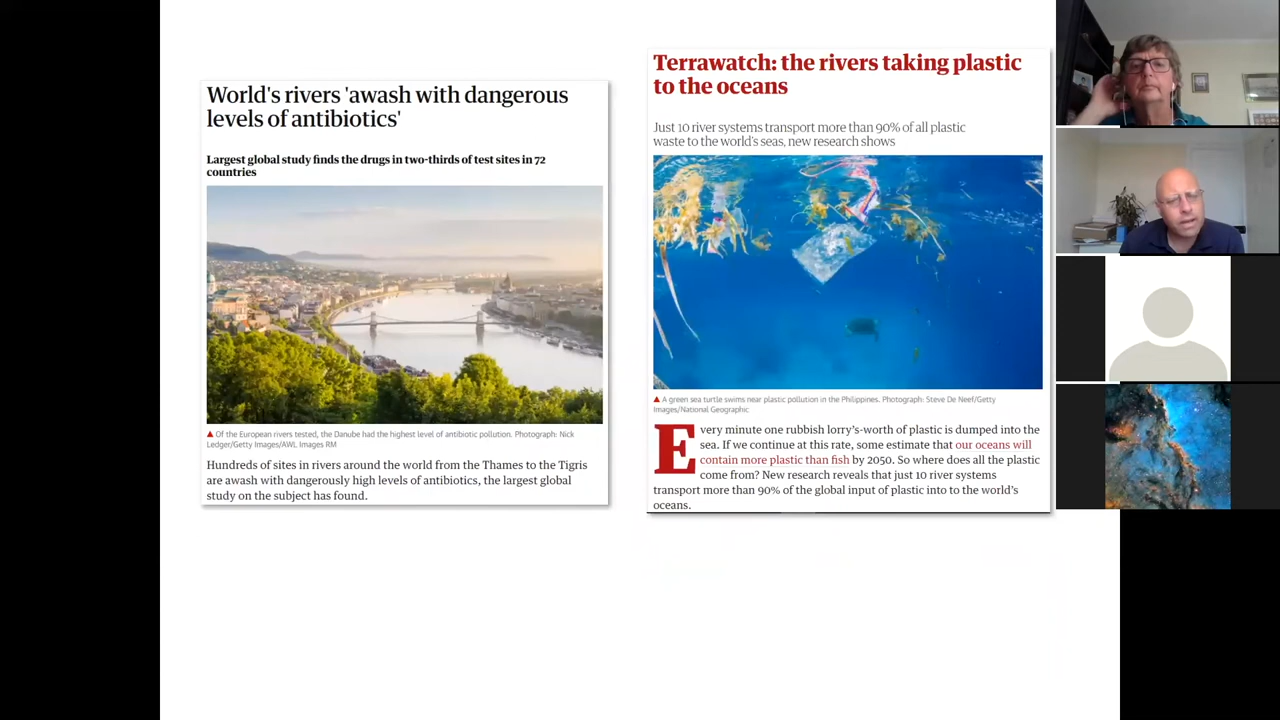 World's rivers 'awash with dangerous
levels of antibiotics'
Largest global study finds the drugs in two-thirds of test sites in 72
countries
▲ Of the European rivers tested, the Danube had the highest level of antibiotic pollution. Photograph: Nick
Ledger/Getty Images/AWL Images RM
Hundreds of sites in rivers around the world from the Thames to the Tigris
are awash with dangerously high levels of antibiotics, the largest global
study on the subject has found.
Terrawatch: the rivers taking plastic
to the oceans
Just 10 river systems transport more than 90% of all plastic
waste to the world's seas, new research shows
▲ A green sea turtle swims near plastic pollution in the Philippines. Photograph: Steve De Neef/Getty
Images/National Geographic
Every minute one rubbish lorry's-worth of plastic is dumped into the
sea. If we continue at this rate, some estimate that our oceans will
contain more plastic than fish by 2050. So where does all the plastic
come from? New research reveals that just 10 river systems
transport more than 90% of the global input of plastic into to the world's
oceans.